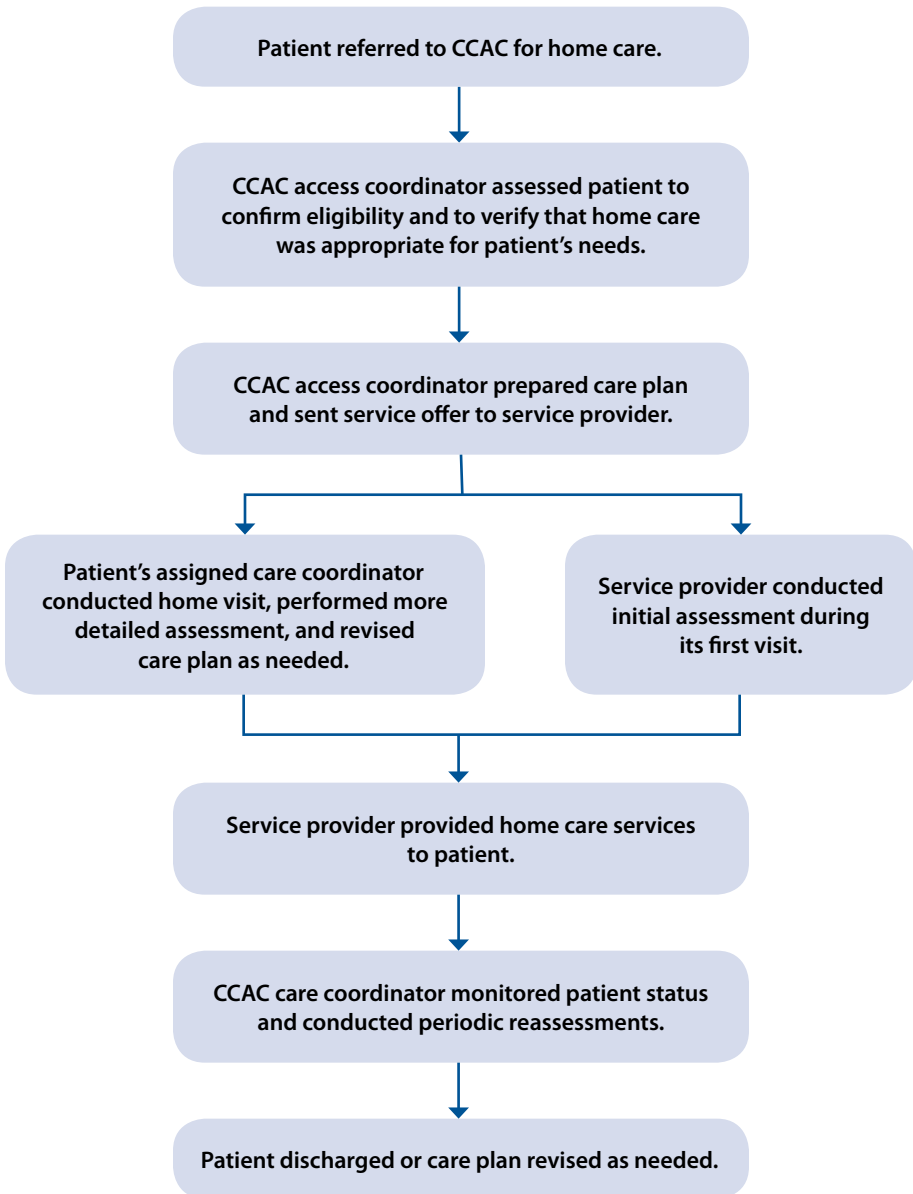 Patient referred to CCAC for home care.
CCAC access coordinator assessed patient to
confirm eligibility and to verify that home care
was appropriate for patient's needs.
CCAC access coordinator prepared care plan
and sent service offer to service provider.
Patient's assigned care coordinator
conducted home visit, performed more
detailed assessment, and revised
care plan as needed.
Service provider conducted
initial assessment during
its first visit.
Service provider provided home care services
to patient.
CCAC care coordinator monitored patient status
and conducted periodic reassessments.
Patient discharged or care plan revised as needed.